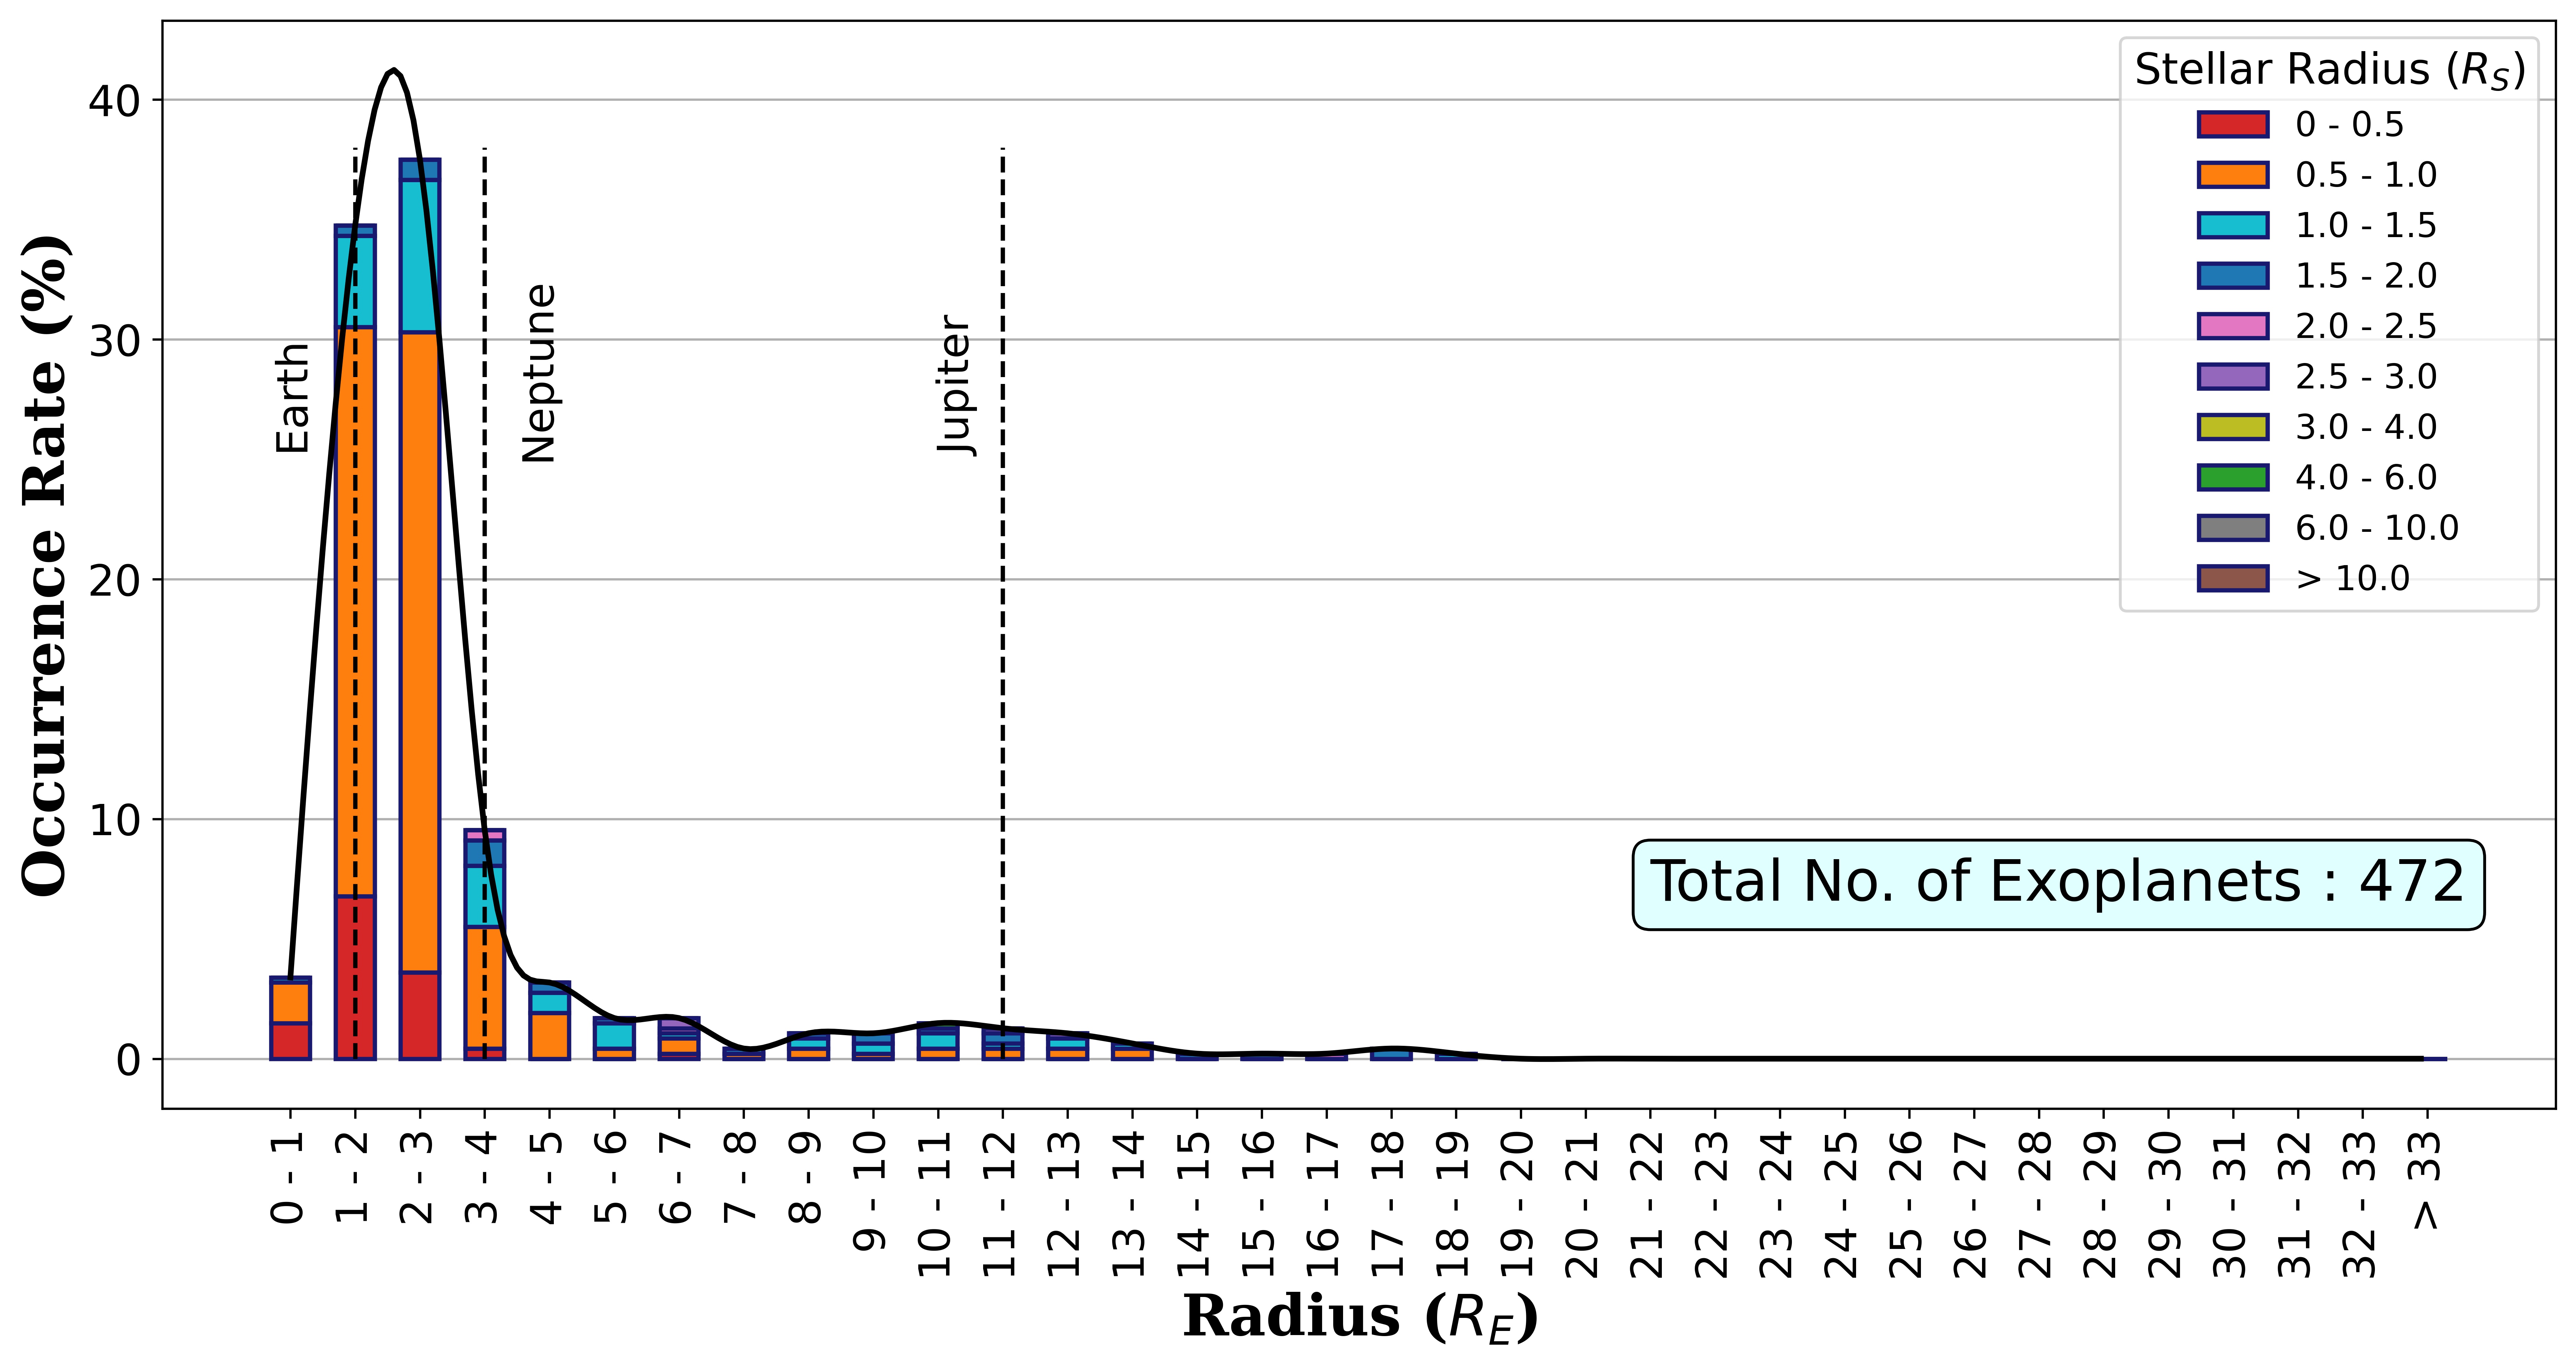 Occurrence Rate (%)
40
30
20
10
0
Earth
Neptune
Jupiter
Stellar Radius (R_S)
0 - 0.5
0.5 - 1.0
1.0 - 1.5
1.5 - 2.0
2.0 - 2.5
2.5 - 3.0
3.0 - 4.0
4.0 - 6.0
6.0 - 10.0
> 10.0
Total No. of Exoplanets : 472
0 - 1
1 - 2
2 - 3
3 - 4
4 - 5
5 - 6
6 - 7
7 - 8
8 - 9
9 - 10
10 - 11
11 - 12
12 - 13
13 - 14
14 - 15
15 - 16
16 - 17
17 - 18
18 - 19
19 - 20
20 - 21
21 - 22
22 - 23
23 - 24
24 - 25
25 - 26
26 - 27
27 - 28
28 - 29
29 - 30
30 - 31
31 - 32
32 - 33
> 33
Radius (R_E)